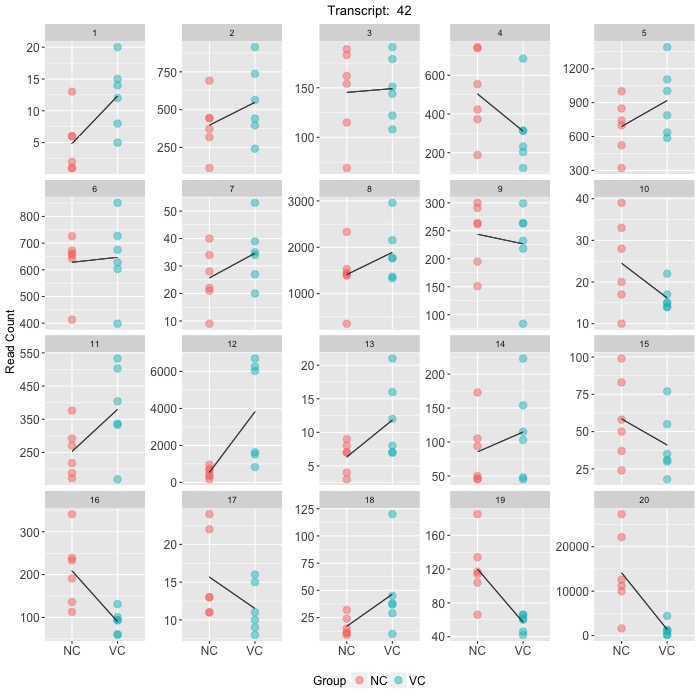 Transcript: 42
1 2 3 4 5
20 15 10 5
750 500 250
150 100
600 400 200
1200 900 600 300
6 7 8 9 10
800 700 600 500 400
50 40 30 20 10
3000 2000 1000
300 250 200 150 100
40 30 20 10
Read Count
11 12 13 14 15
550 450 350 250
6000 4000 2000 0
20 15 10 5
200 150 100 50
100 75 50 25
16 17 18 19 20
300 200 100
20 15 10
125 100 75 50 25
190 160 130 100 70 40
20000 10000 0
NC VC NC VC NC VC NC VC NC VC
Group NC VC